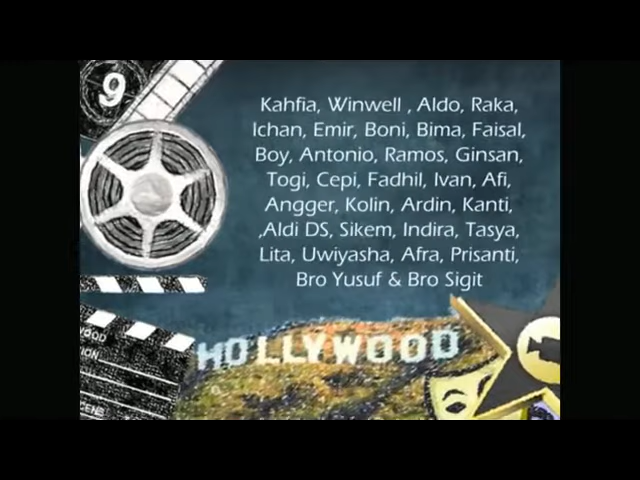 9
Kahfia, Winwell , Aldo, Raka,
Ichan, Emir, Boni, Bima, Faisal,
Boy, Antonio, Ramos, Ginsan,
Togi, Cepi, Fadhil, Ivan, Afi,
Angger, Kolin, Ardin, Kanti,
,Aldi DS, Sikem, Indira, Tasya,
Lita, Uwiyasha, Afra, Prisanti,
Bro Yusuf & Bro Sigit
HOLLYWOOD